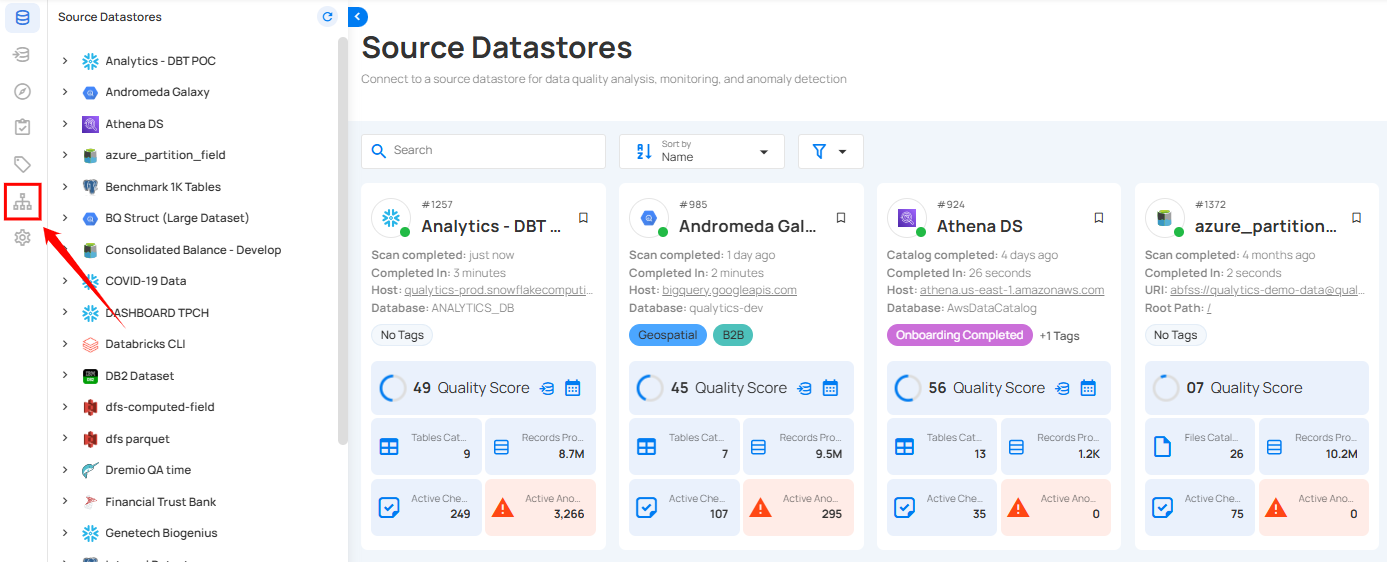 Source Datastores
Analytics - DBT POC
Andromeda Galaxy
Athena DS
azure_partition_field
Benchmark 1K Tables
BQ Struct (Large Dataset)
Consolidated Balance - Develop
COVID-19 Data
DASHBOARD TPCH
Databricks CLI
DB2 Dataset
dfs-computed-field
dfs parquet
Dremio QA time
Financial Trust Bank
Genetech Biogenius
Source Datastores
Connect to a source datastore for data quality analysis, monitoring, and anomaly detection
Search
Sort by
Name
#1257
Analytics - DBT ...
Scan completed: just now
Completed In: 3 minutes
Host: qualytics-prod.snowflakecomputi...
Database: ANALYTICS_DB
No Tags
49 Quality Score
Tables Cat...
9
Records Pro...
8.7M
Active Che...
249
Active Ano...
3,266
#985
Andromeda Gal...
Scan completed: 1 day ago
Completed In: 2 minutes
Host: bigquery.googleapis.com
Database: qualytics-dev
Geospatial
B2B
45 Quality Score
Tables Cat...
7
Records Pro...
9.5M
Active Che...
107
Active Ano...
295
#924
Athena DS
Catalog completed: 4 days ago
Completed In: 26 seconds
Host: athena.us-east-1.amazonaws.com
Database: AwsDataCatalog
Onboarding Completed
+1 Tags
56 Quality Score
Tables Cat...
13
Records Pro...
1.2K
Active Che...
35
Active Ano...
0
#1372
azure_partition...
Scan completed: 4 months ago
Completed In: 2 seconds
URI: abfss://qualytics-demo-data@qual...
Root Path: /
No Tags
07 Quality Score
Files Catal...
26
Records Pro...
10.2M
Active Che...
75
Active Ano...
0